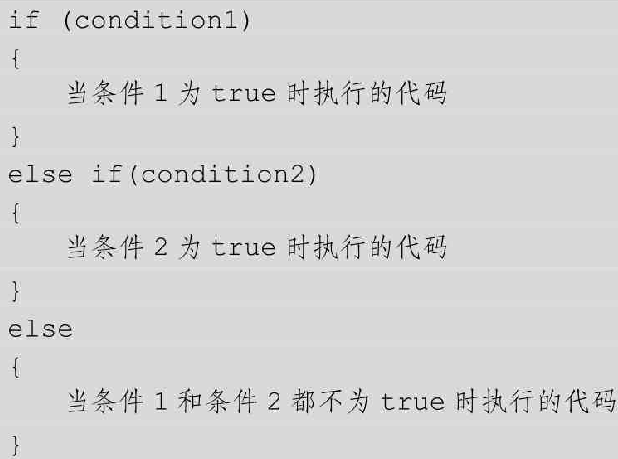 if (condition1)
{
当条件 1 为 true 时执行的代码
}
else if(condition2)
{
当条件 2 为 true 时执行的代码
}
else
{
当条件 1 和条件 2 都不为 true 时执行的代码
}